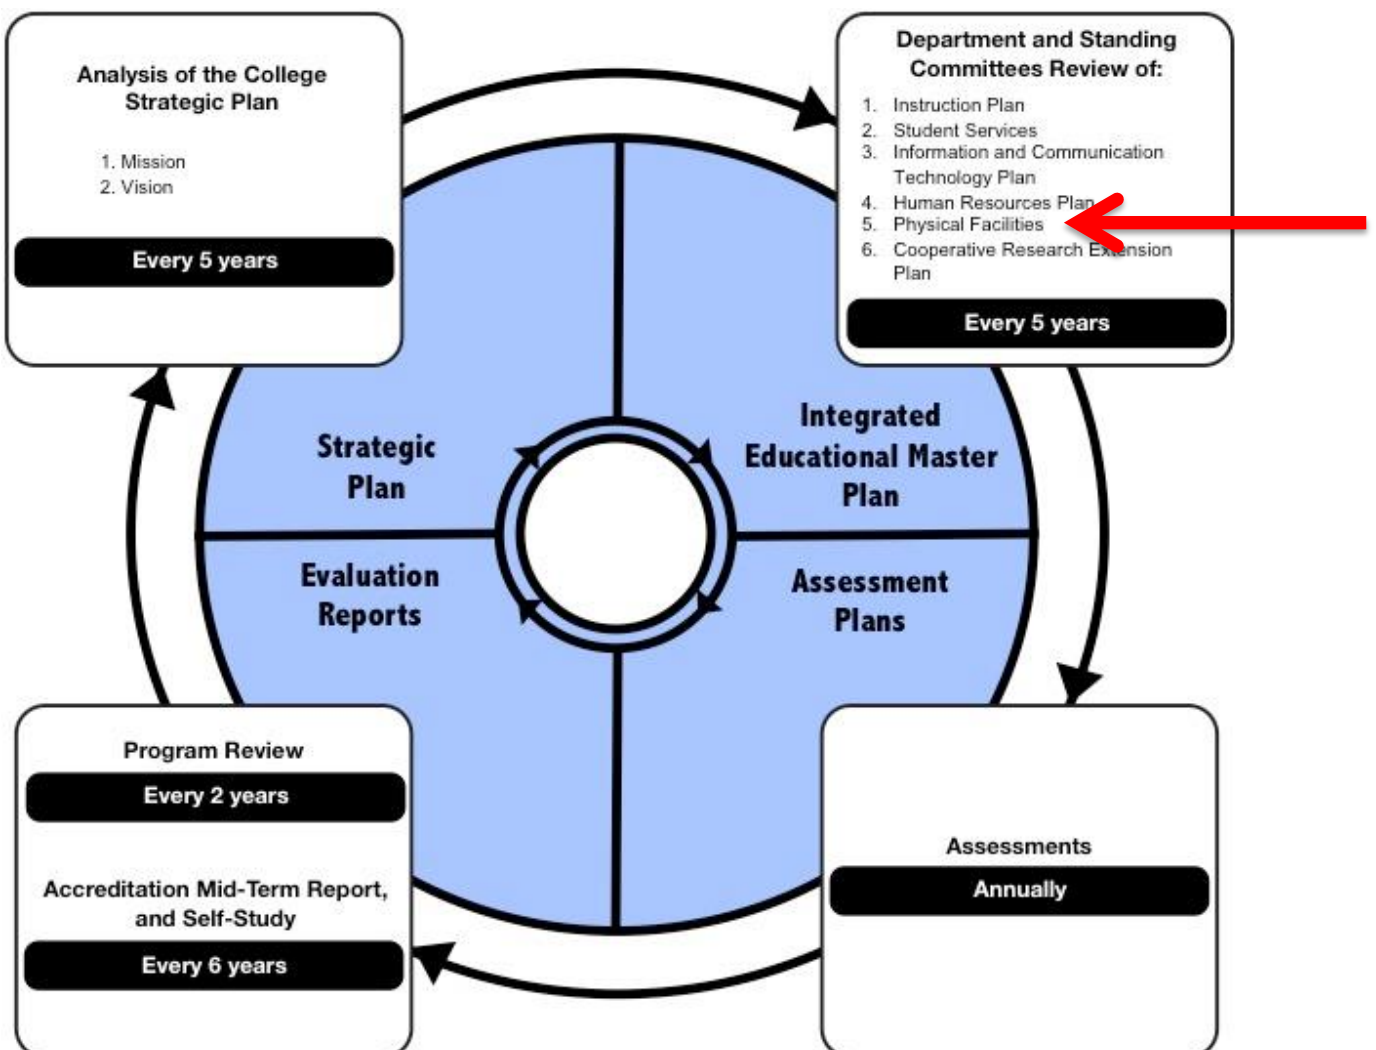 Analysis of the College
Strategic Plan
1. Mission
2. Vision
Every 5 years
Department and Standing
Committees Review of:
1. Instruction Plan
2. Student Services
3. Information and Communication
Technology Plan
4. Human Resources Plan
5. Physical Facilities
6. Cooperative Research Extension
Plan
Every 5 years
Strategic
Plan
Integrated
Educational Master
Plan
Evaluation
Reports
Assessment
Plans
Program Review
Every 2 years
Accreditation Mid-Term Report,
and Self-Study
Every 6 years
Assessments
Annually